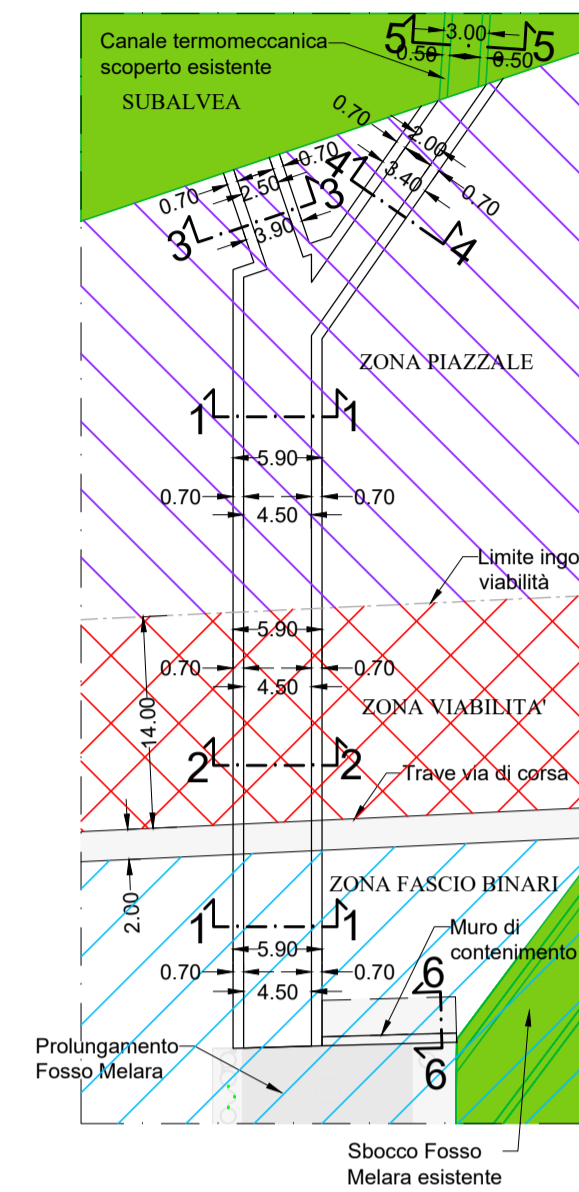 Canale termomeccanica
scoperto esistente
SUBALVEA
5 3.00 5
0.50 0.50
0.70
2.00
0.70
4 3.40
0.70
4
0.70
2.50
0.70
3 3.90 3
ZONA PIAZZALE
1 1
5.90
0.70 0.70
4.50
Limite ingo
viabilità
5.90
0.70 0.70
4.50
14.00
ZONA VIABILITA'
2 2
Trave via di corsa
2.00
ZONA FASCIO BINARI
1 1
5.90
0.70 0.70
4.50
Muro di
contenimento
6
6
Prolungamento
Fosso Melara
Sbocco Fosso
Melara esistente